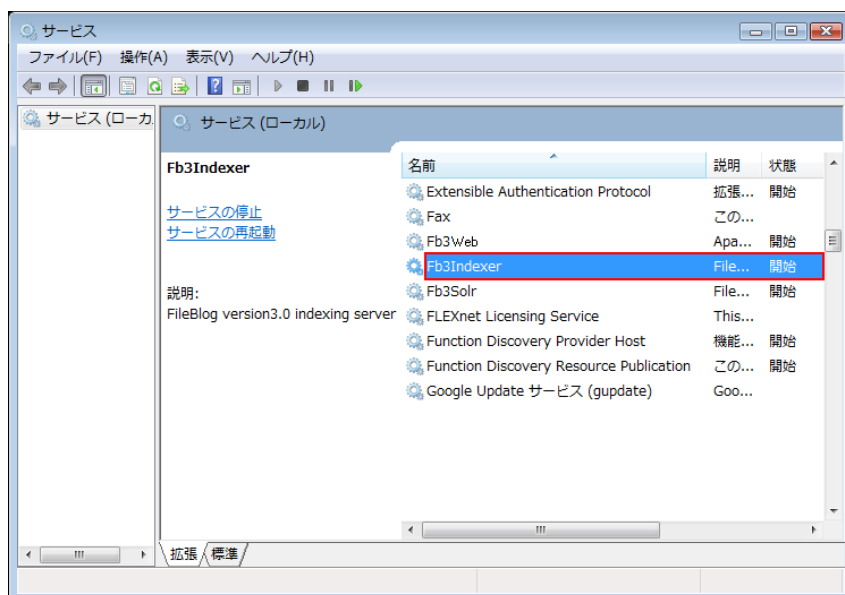 サービス
ファイル(F) 操作(A) 表示(V) ヘルプ(H)
サービス (ローカ
サービス (ローカル)
Fb3Indexer
サービスの停止
サービスの再起動
説明:
FileBlog version3.0 indexing server
名前 説明 状態
Extensible Authentication Protocol 拡張... 開始
Fax この...
Fb3Web Apa... 開始
Fb3Indexer File... 開始
Fb3Solr File... 開始
FLEXnet Licensing Service This...
Function Discovery Provider Host 機能... 開始
Function Discovery Resource Publication この... 開始
Google Update サービス (gupdate) Goo...
拡張 標準